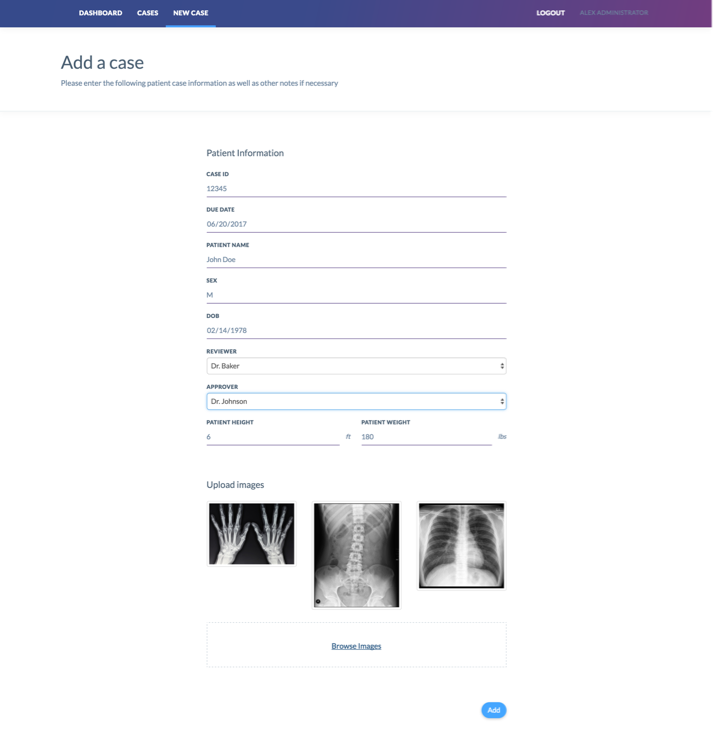 DASHBOARD CASES NEW CASE LOGOUT ALEX ADMINISTRATOR
Add a case
Please enter the following patient case information as well as other notes if necessary
Patient Information
CASE ID
12345
DUE DATE
06/20/2017
PATIENT NAME
John Doe
SEX
M
DOB
02/14/1978
REVIEWER
Dr. Baker
APPROVER
Dr. Johnson
PATIENT HEIGHT PATIENT WEIGHT
6 ft 180 lbs
Upload images
Browse Images
Add